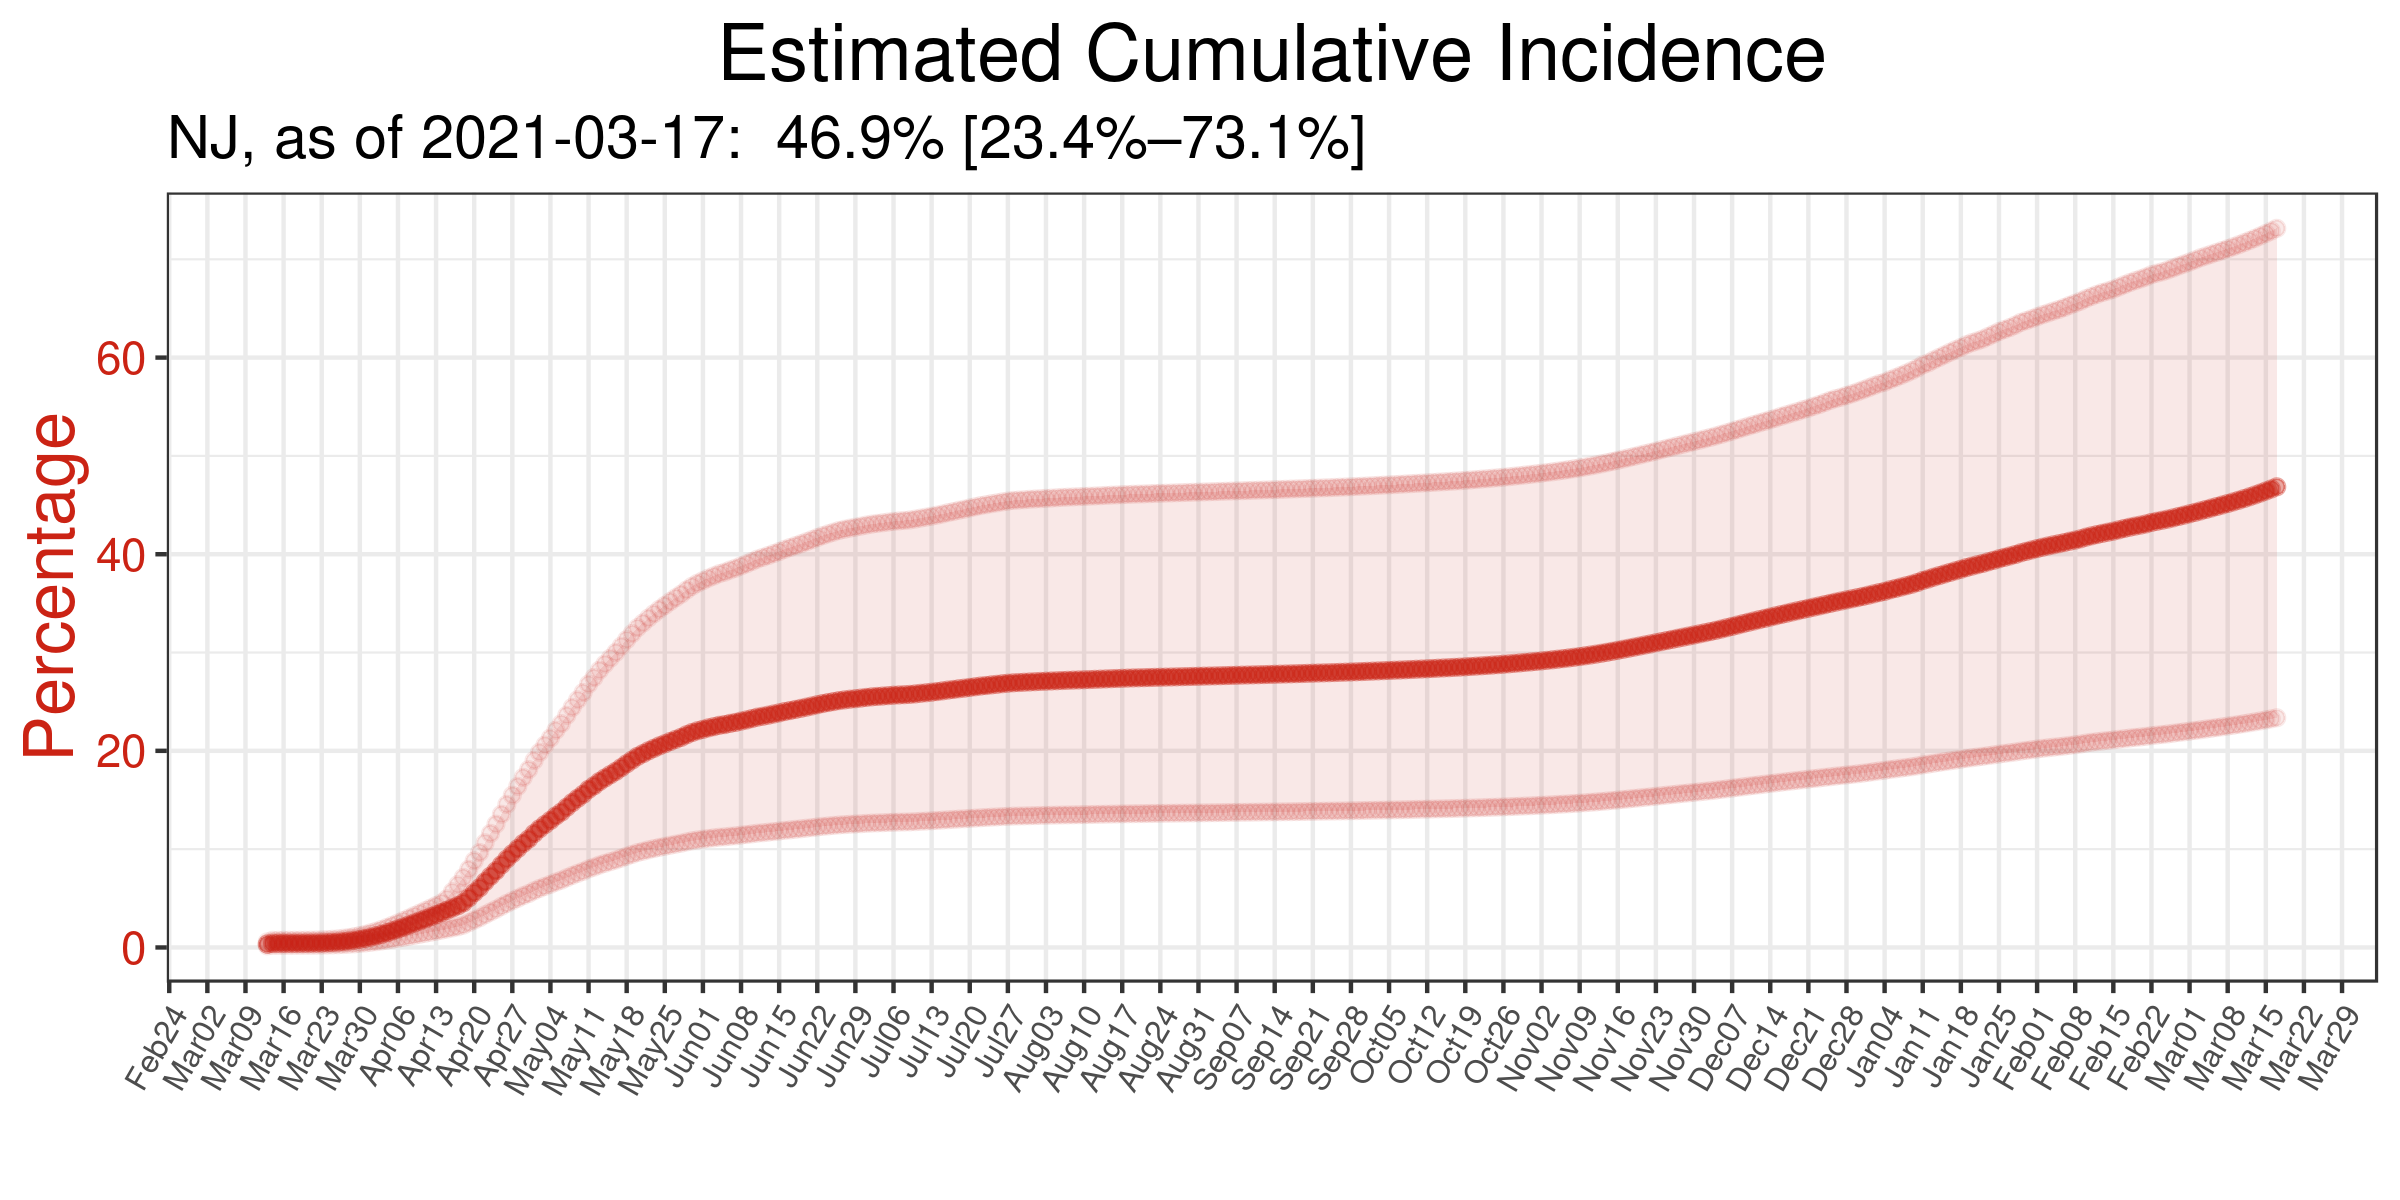 Estimated Cumulative Incidence
NJ, as of 2021-03-17:  46.9% [23.4%–73.1%]
Percentage
60
40
20
0
Feb24
Mar02
Mar09
Mar16
Mar23
Mar30
Apr06
Apr13
Apr20
Apr27
May04
May11
May18
May25
Jun01
Jun08
Jun15
Jun22
Jun29
Jul06
Jul13
Jul20
Jul27
Aug03
Aug10
Aug17
Aug24
Aug31
Sep07
Sep14
Sep21
Sep28
Oct05
Oct12
Oct19
Oct26
Nov02
Nov09
Nov16
Nov23
Nov30
Dec07
Dec14
Dec21
Dec28
Jan04
Jan11
Jan18
Jan25
Feb01
Feb08
Feb15
Feb22
Mar01
Mar08
Mar15
Mar22
Mar29